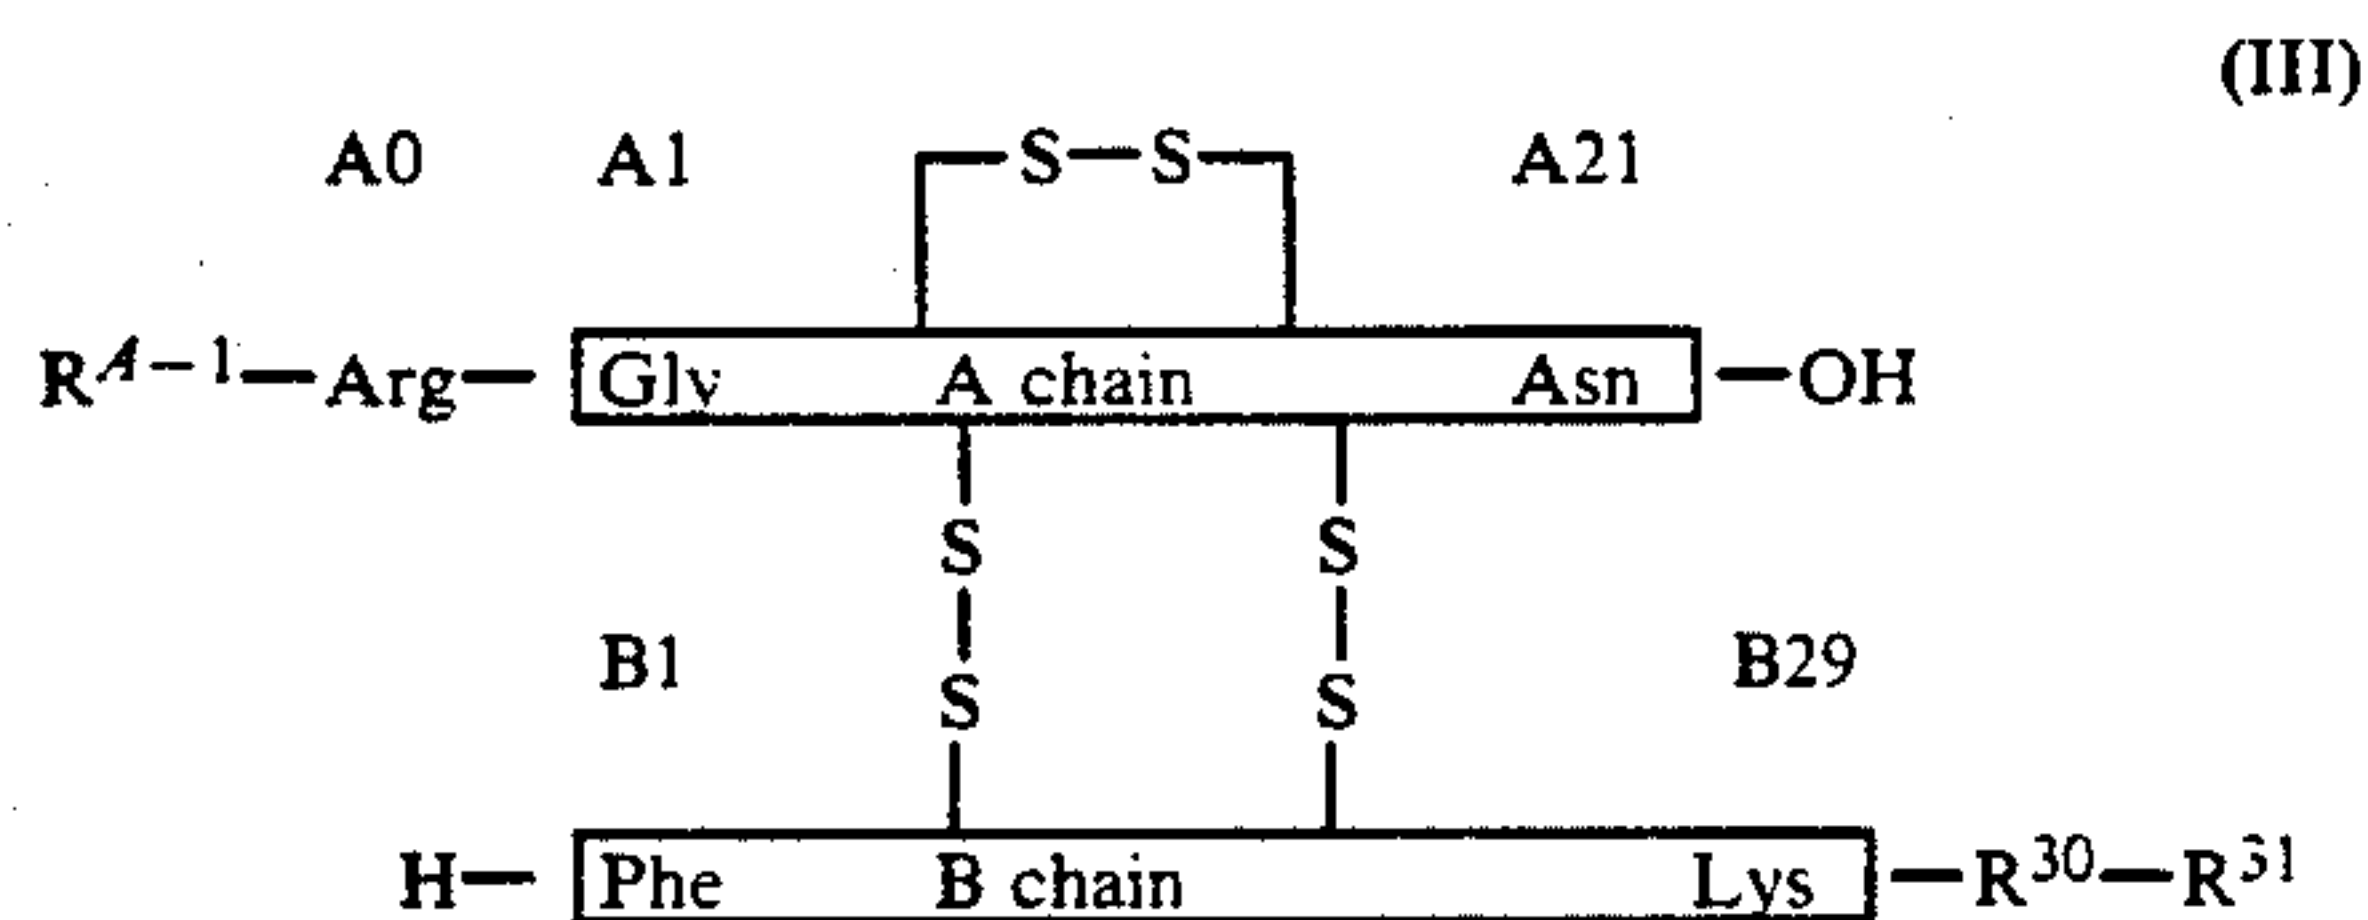 (III)
A0 A1 S—S A21
R^{A-1}—Arg— Gly A chain Asn —OH
S S
B1 B29
S S
H— Phe B chain Lys —R^{30}—R^{31}